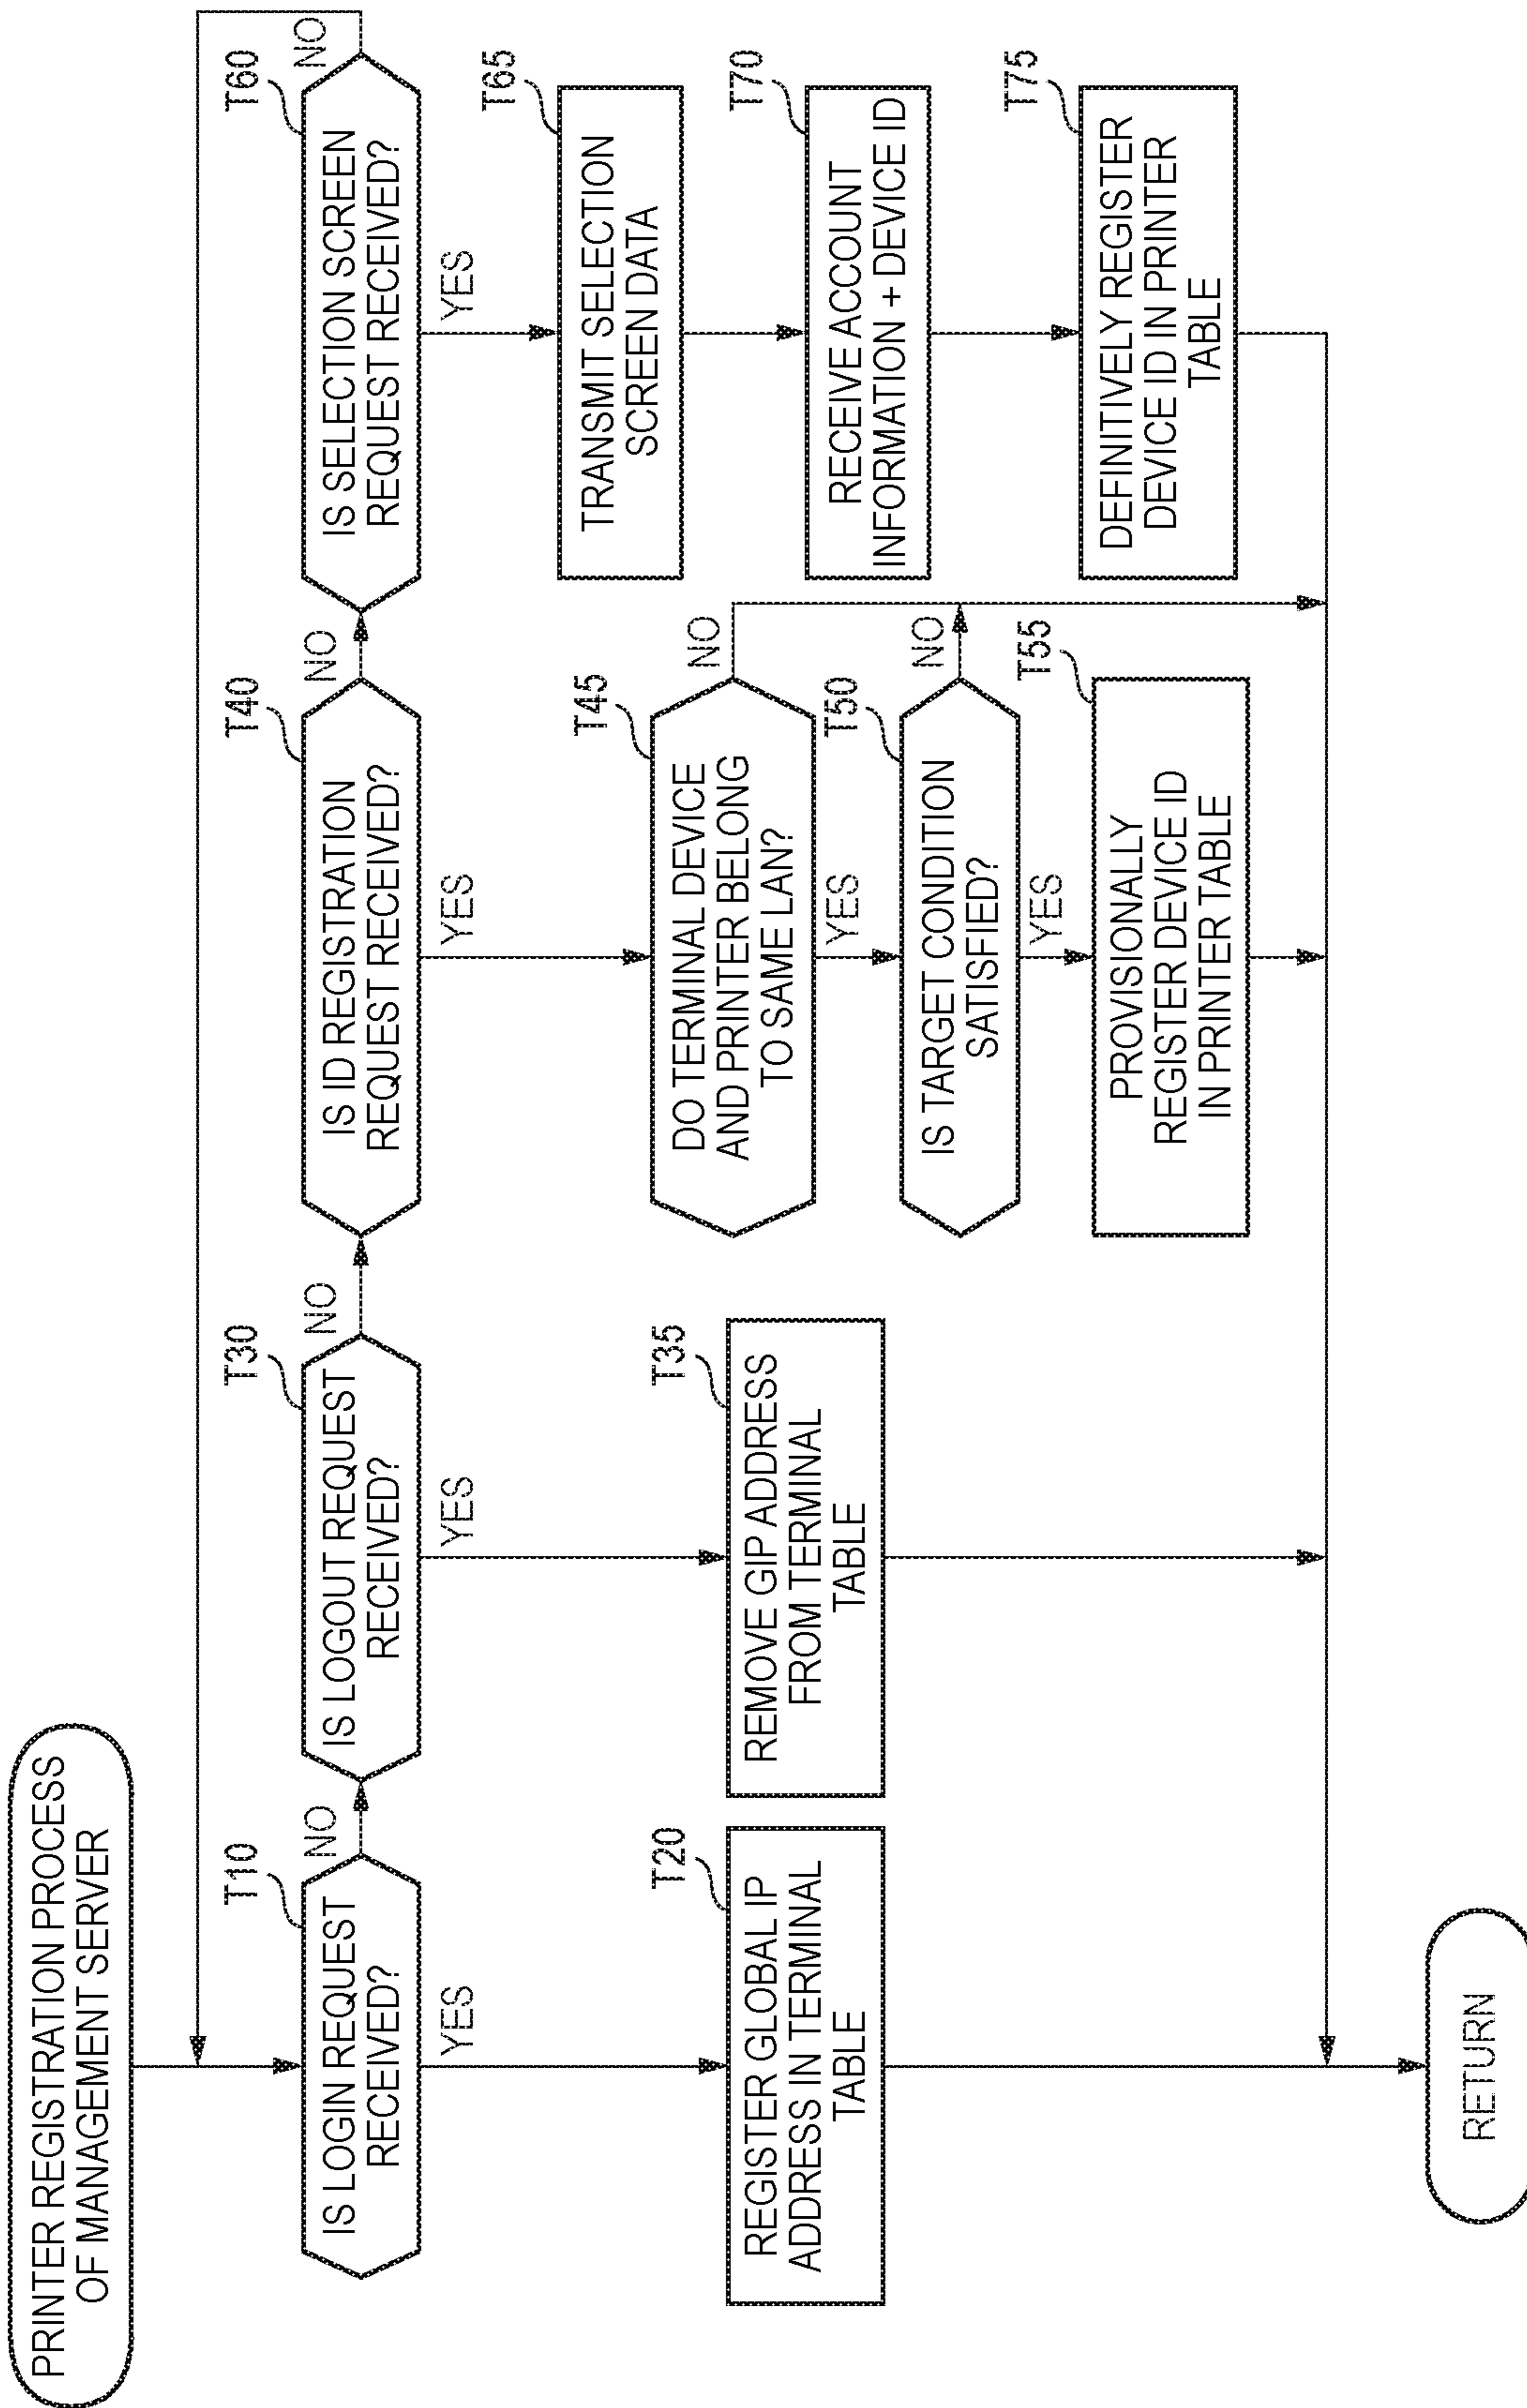 PRINTER REGISTRATION PROCESS
OF MANAGEMENT SERVER
T10
IS LOGIN REQUEST
RECEIVED?
NO
YES
T20
REGISTER GLOBAL IP
ADDRESS IN TERMINAL
TABLE
T30
IS LOGOUT REQUEST
RECEIVED?
NO
YES
T35
REMOVE GIP ADDRESS
FROM TERMINAL
TABLE
T40
IS ID REGISTRATION
REQUEST RECEIVED?
NO
YES
T45
DO TERMINAL DEVICE
AND PRINTER BELONG
TO SAME LAN?
NO
YES
T50
IS TARGET CONDITION
SATISFIED?
NO
YES
T55
PROVISIONALLY
REGISTER DEVICE ID
IN PRINTER TABLE
T60
IS SELECTION SCREEN
REQUEST RECEIVED?
NO
YES
T65
TRANSMIT SELECTION
SCREEN DATA
T70
RECEIVE ACCOUNT
INFORMATION + DEVICE ID
T75
DEFINITIVELY REGISTER
DEVICE ID IN PRINTER
TABLE
RETURN